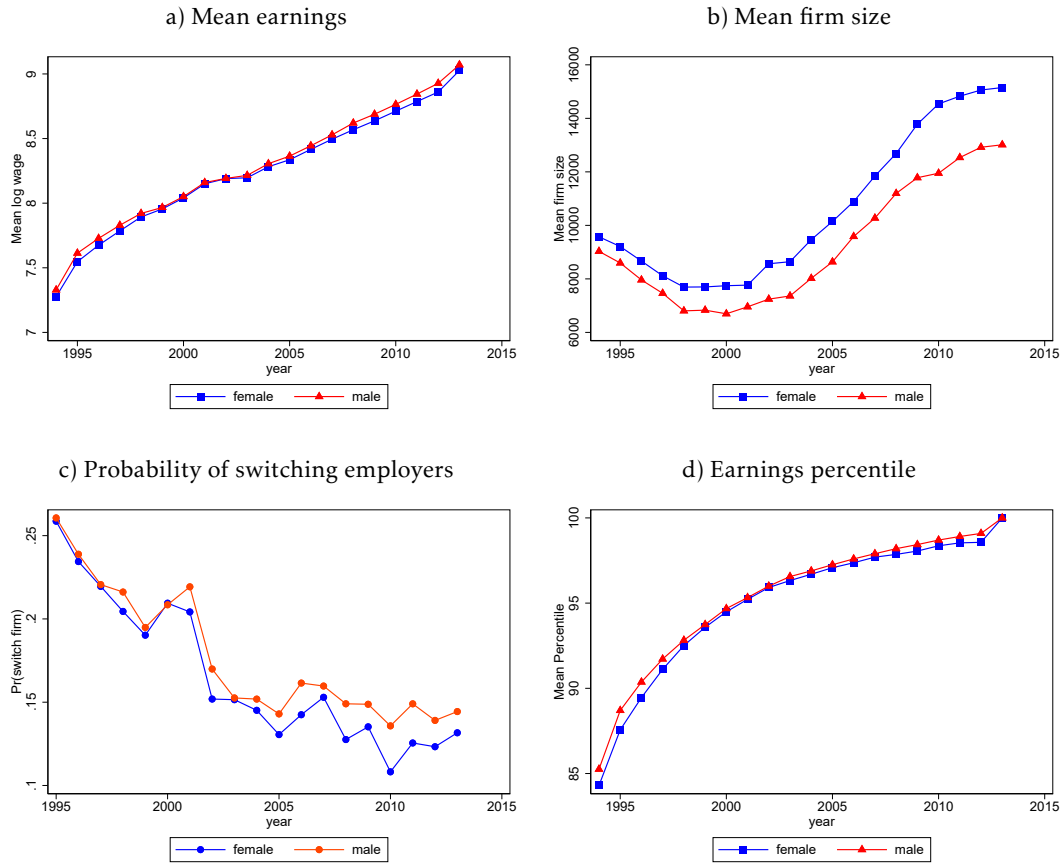 a) Mean earnings
Mean log wage
7 7.5 8 8.5 9
1995 2000 2005 2010 2015
year
female male
b) Mean firm size
Mean firm size
6000 8000 10000 12000 14000 16000
1995 2000 2005 2010 2015
year
female male
c) Probability of switching employers
Pr(switch firm)
.1 .15 .2 .25
1995 2000 2005 2010 2015
year
female male
d) Earnings percentile
Mean Percentile
85 90 95 100
1995 2000 2005 2010 2015
year
female male